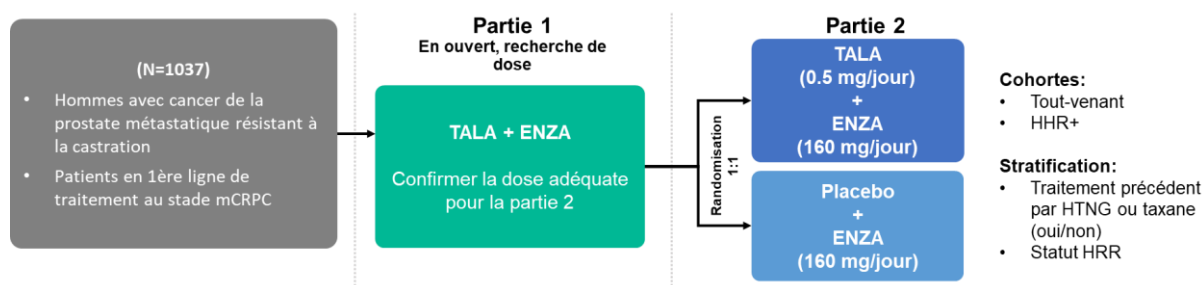 (N=1037)
• Hommes avec cancer de la
prostate métastatique résistant à
la castration
• Patients en 1ère ligne de
traitement au stade mCRPC
Partie 1
En ouvert, recherche de
dose
TALA + ENZA
Confirmer la dose adéquate
pour la partie 2
Randomisation
1:1
Partie 2
TALA
(0.5 mg/jour)
+
ENZA
(160 mg/jour)
Placebo
+
ENZA
(160 mg/jour)
Cohortes:
• Tout-venant
• HHR+
Stratification:
• Traitement précédent
par HTNG ou taxane
(oui/non)
• Statut HRR